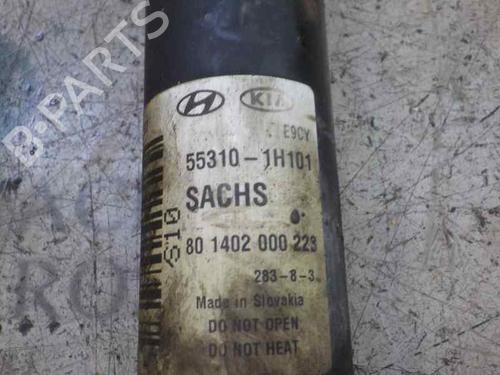 B-PARTS
KIA
E9CY
55310-1H101
SACHS
S10
80 1402 000 223
283-8-3
Made in Slovakia
DO NOT OPEN
DO NOT HEAT